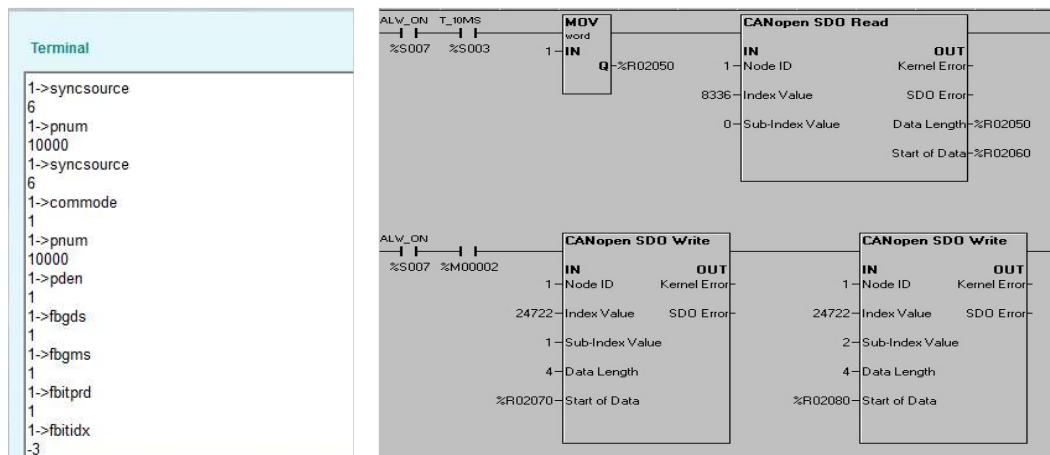 Terminal
1->syncsource
6
1->pnum
10000
1->syncsource
6
1->commode
1
1->pnum
10000
1->pden
1
1->fbgds
1
1->fbgms
1
1->fbitprd
1
1->fbitidx
-3
ALW_ON T_10MS
%S007 %S003
MOV
word
1 IN
Q %R02050
CANopen SDO Read
IN OUT
1 Node ID Kernel Error
8336 Index Value SDO Error
0 Sub-Index Value Data Length %R02050
Start of Data %R02060
ALW_ON
%S007 %M00002
CANopen SDO Write
IN OUT
1 Node ID Kernel Error
24722 Index Value SDO Error
1 Sub-Index Value
4 Data Length
%R02070 Start of Data
CANopen SDO Write
IN OUT
1 Node ID Kernel Error
24722 Index Value SDO Error
2 Sub-Index Value
4 Data Length
%R02080 Start of Data